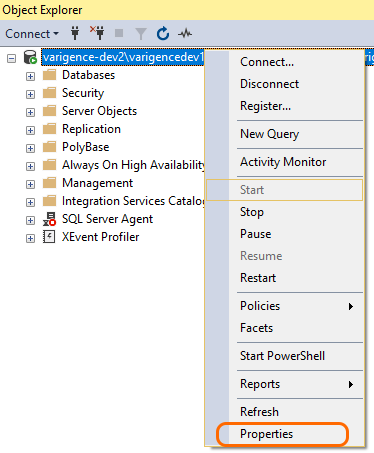 Object Explorer
Connect
varigence-dev2\varigencedev1
Databases
Security
Server Objects
Replication
PolyBase
Always On High Availability
Management
Integration Services Catalo
SQL Server Agent
XEvent Profiler
Connect...
Disconnect
Register...
New Query
Activity Monitor
Start
Stop
Pause
Resume
Restart
Policies
Facets
Start PowerShell
Reports
Refresh
Properties